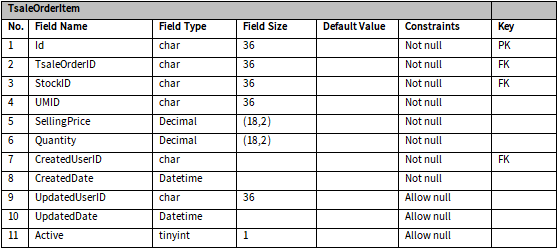 TsaleOrderItem
No. Field Name Field Type Field Size Default Value Constraints Key
1 Id char 36 Not null PK
2 TsaleOrderID char 36 Not null FK
3 StockID char 36 Not null FK
4 UMID char 36 Not null
5 SellingPrice Decimal (18,2) Not null
6 Quantity Decimal (18,2) Not null
7 CreatedUserID char Not null FK
8 CreatedDate Datetime Not null
9 UpdatedUserID char 36 Allow null
10 UpdatedDate Datetime Allow null
11 Active tinyint 1 Allow null